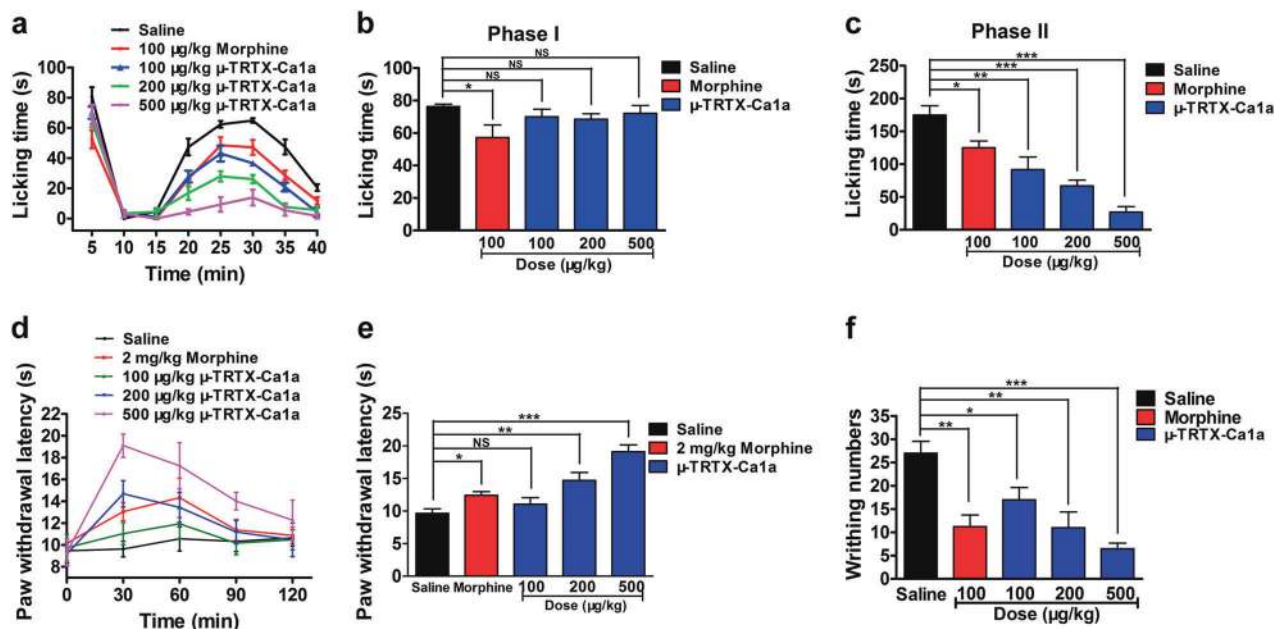 a
Saline
100 µg/kg Morphine
100 µg/kg µ-TRTX-Ca1a
200 µg/kg µ-TRTX-Ca1a
500 µg/kg µ-TRTX-Ca1a
Licking time (s)
100
80
60
40
20
0
5 10 15 20 25 30 35 40
Time (min)
b
Phase I
NS
NS
NS
*
Saline
Morphine
µ-TRTX-Ca1a
Licking time (s)
100
80
60
40
20
0
100 100 200 500
Dose (µg/kg)
c
Phase II
***
***
**
*
Saline
Morphine
µ-TRTX-Ca1a
Licking time (s)
250
200
150
100
50
0
100 100 200 500
Dose (µg/kg)
d
Saline
2 mg/kg Morphine
100 µg/kg µ-TRTX-Ca1a
200 µg/kg µ-TRTX-Ca1a
500 µg/kg µ-TRTX-Ca1a
Paw withdrawal latency (s)
22
20
18
16
14
12
10
8
0 30 60 90 120
Time (min)
e
***
**
NS
*
Saline
2 mg/kg Morphine
µ-TRTX-Ca1a
Paw withdrawal latency (s)
25
20
15
10
5
0
Saline Morphine 100 200 500
Dose (µg/kg)
f
***
**
*
**
Saline
Morphine
µ-TRTX-Ca1a
Writhing numbers
35
30
25
20
15
10
5
0
Saline 100 100 200 500
Dose (µg/kg)